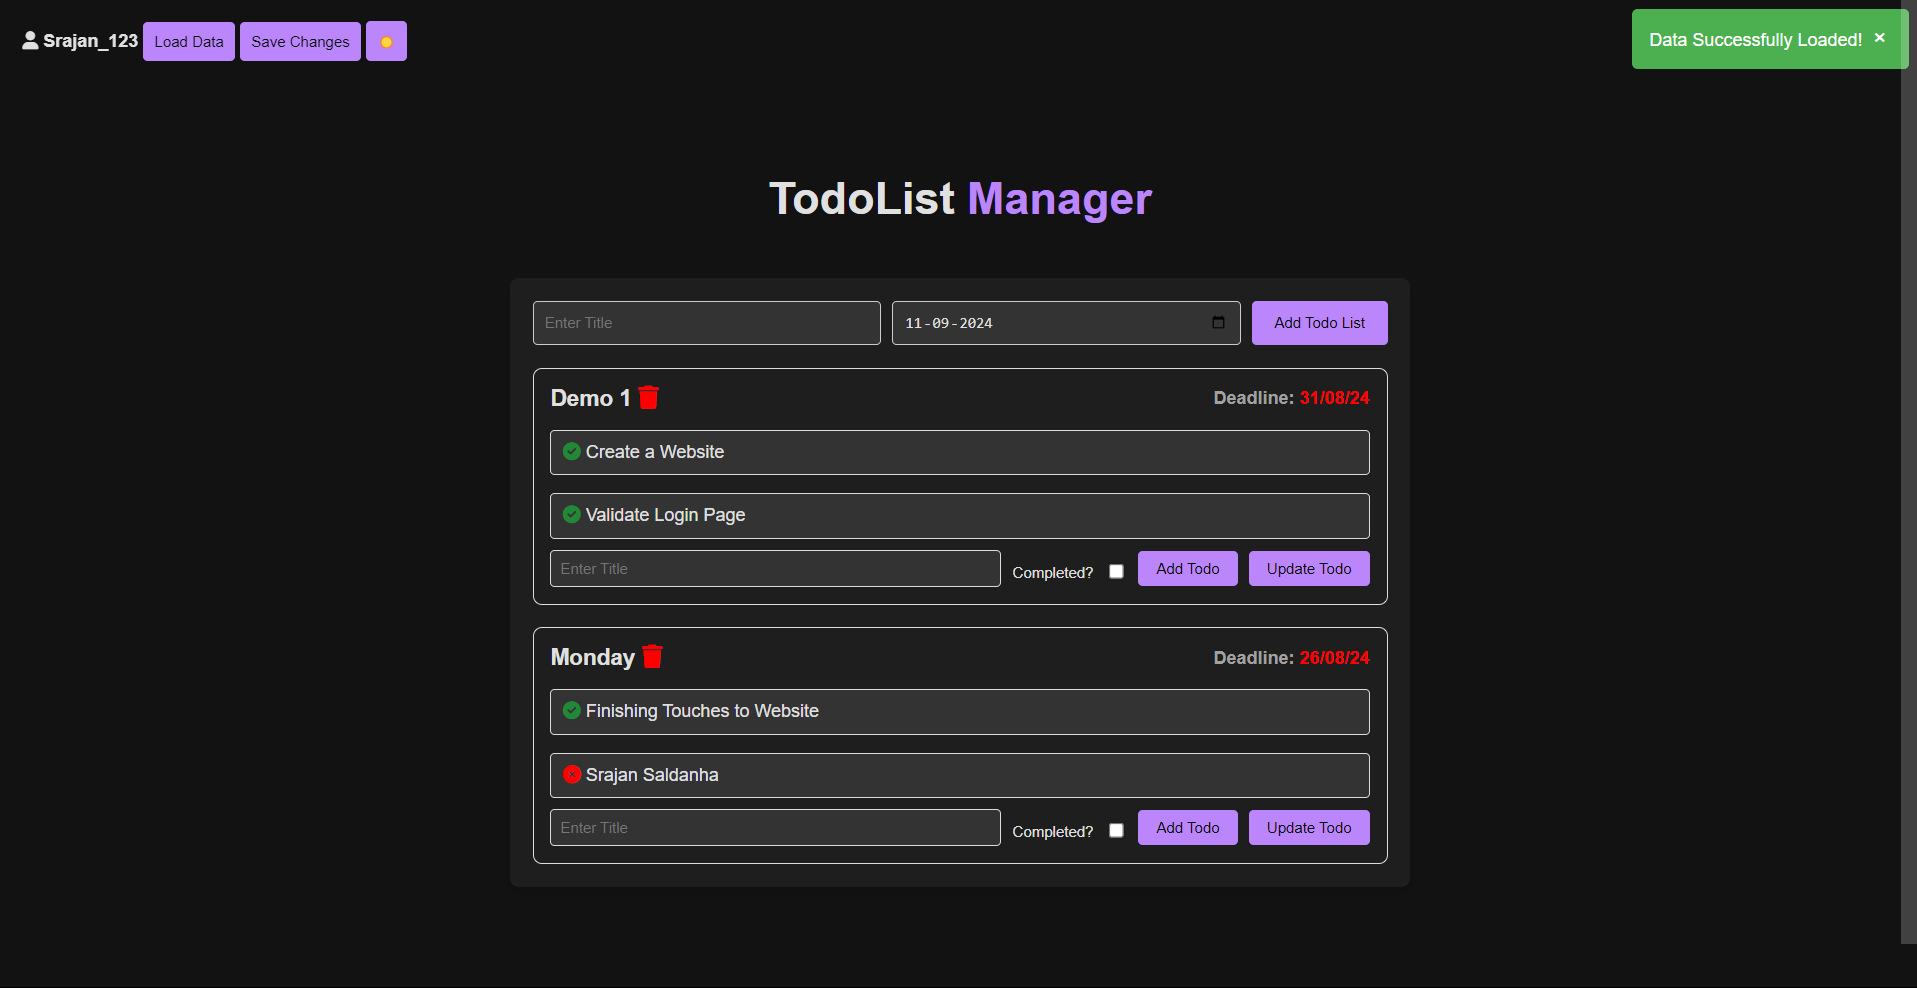 Srajan_123 Load Data Save Changes
Data Successfully Loaded! ×
TodoList Manager
Enter Title 11-09-2024 Add Todo List
Demo 1 Deadline: 31/08/24
Create a Website
Validate Login Page
Enter Title Completed? Add Todo Update Todo
Monday Deadline: 26/08/24
Finishing Touches to Website
Srajan Saldanha
Enter Title Completed? Add Todo Update Todo